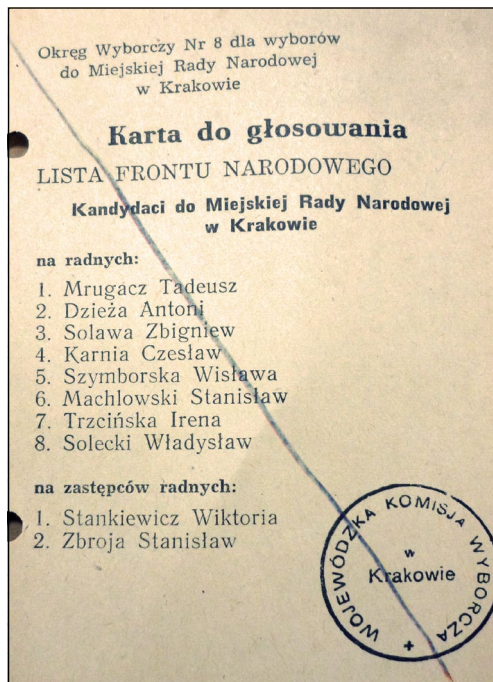 Okręg Wyborczy Nr 8 dla wyborów
do Miejskiej Rady Narodowej
w Krakowie
Karta do głosowania
LISTA FRONTU NARODOWEGO
Kandydaci do Miejskiej Rady Narodowej
w Krakowie
na radnych:
1. Mrugacz Tadeusz
2. Dzieża Antoni
3. Solawa Zbigniew
4. Karnia Czesław
5. Szymborska Wisława
6. Machlowski Stanisław
7. Trzcińska Irena
8. Solecki Władysław
na zastępców radnych:
1. Stankiewicz Wiktoria
2. Zbroja Stanisław
WOJEWÓDZKA KOMISJA WYBORCZA
w
Krakowie